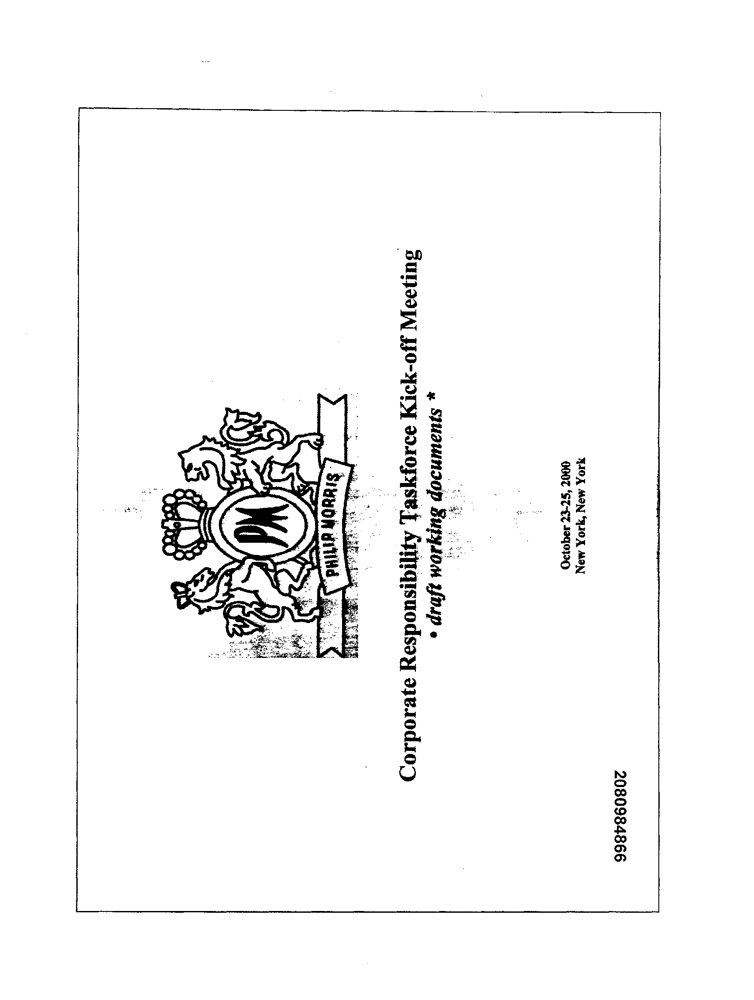 PM
PHILIP MORRIS
Corporate Responsibility Taskforce Kick-off Meeting
* draft working documents *
October 23-25, 2000
New York, New York
2080984866